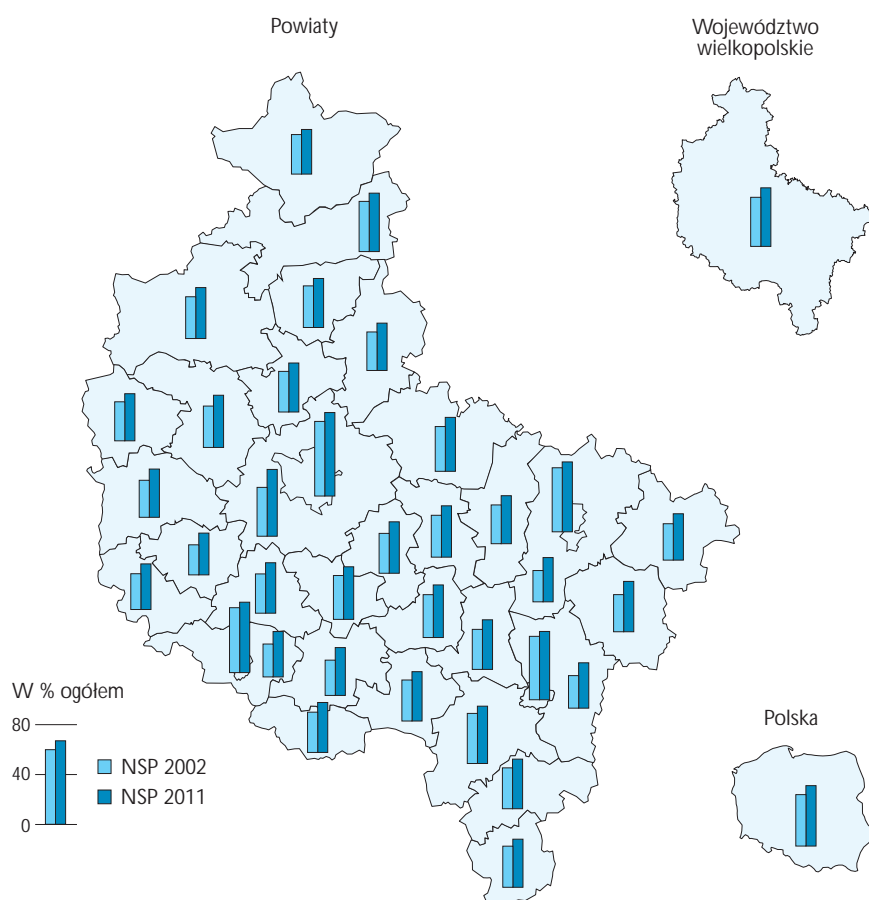 Powiaty
Województwo
wielkopolskie
W % ogółem
80
40
0
NSP 2002
NSP 2011
Polska